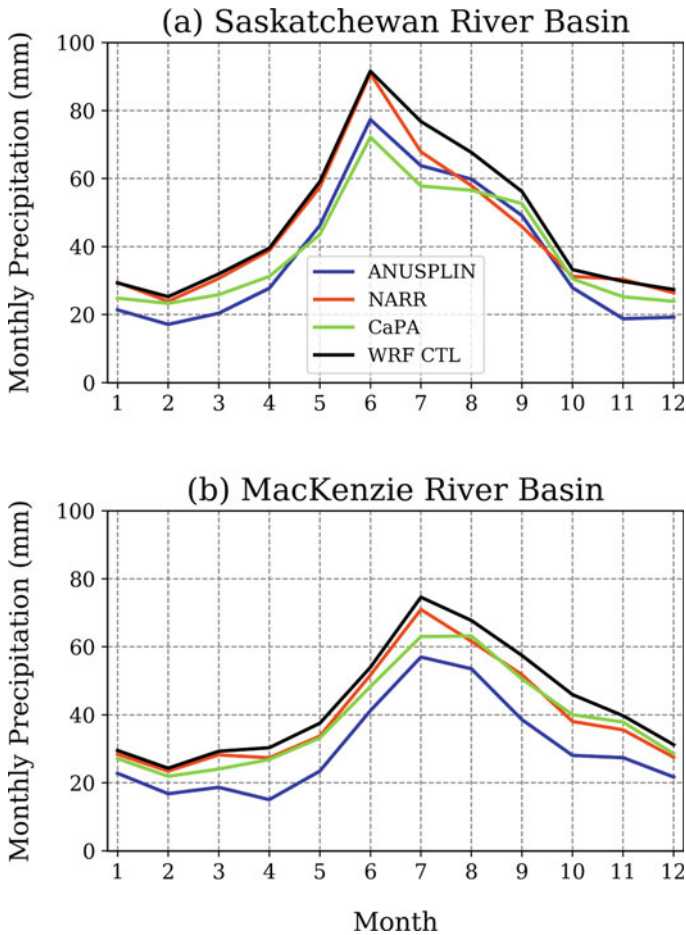 (a) Saskatchewan River Basin
Monthly Precipitation (mm)
100
80
60
40
20
0
ANUSPLIN
NARR
CaPA
WRF CTL
1 2 3 4 5 6 7 8 9 10 11 12
(b) MacKenzie River Basin
Monthly Precipitation (mm)
100
80
60
40
20
0
1 2 3 4 5 6 7 8 9 10 11 12
Month